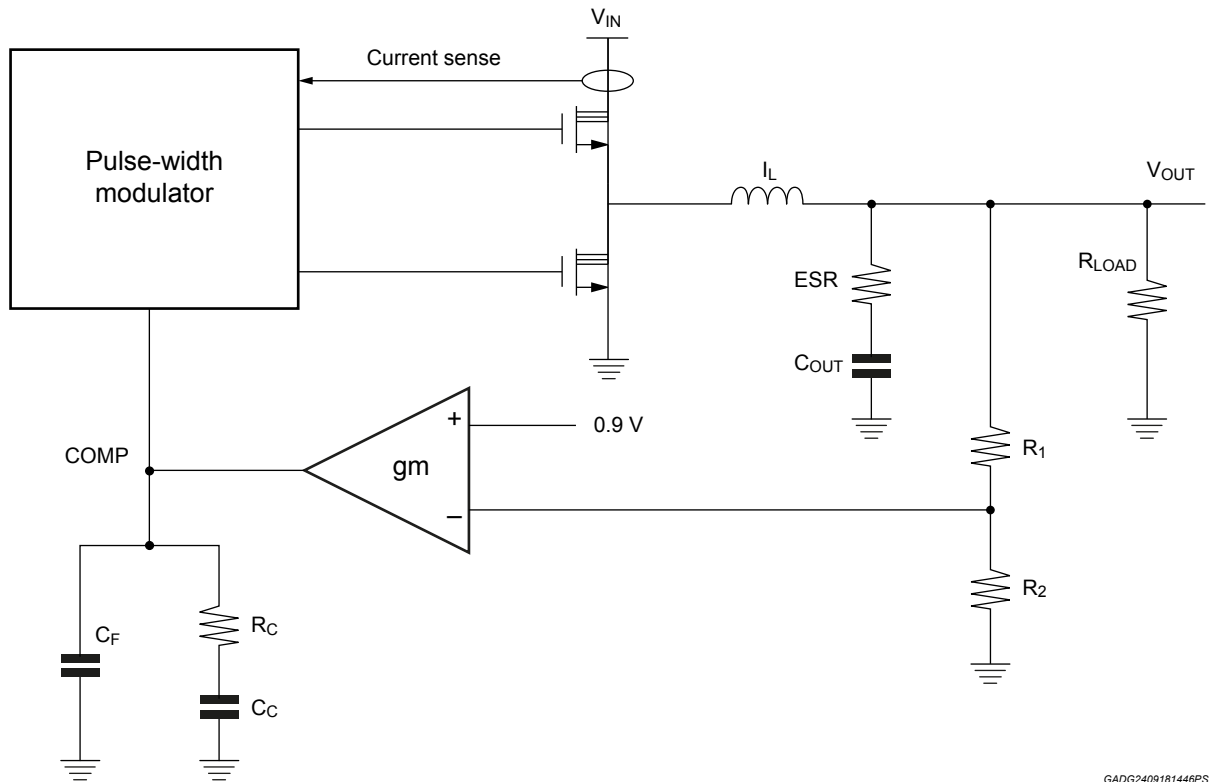 V_IN
Current sense
Pulse-width
modulator
I_L
V_OUT
ESR
R_LOAD
C_OUT
+
0.9 V
COMP
gm
R_1
−
R_2
C_F
R_C
C_C
GADG2409181446PS